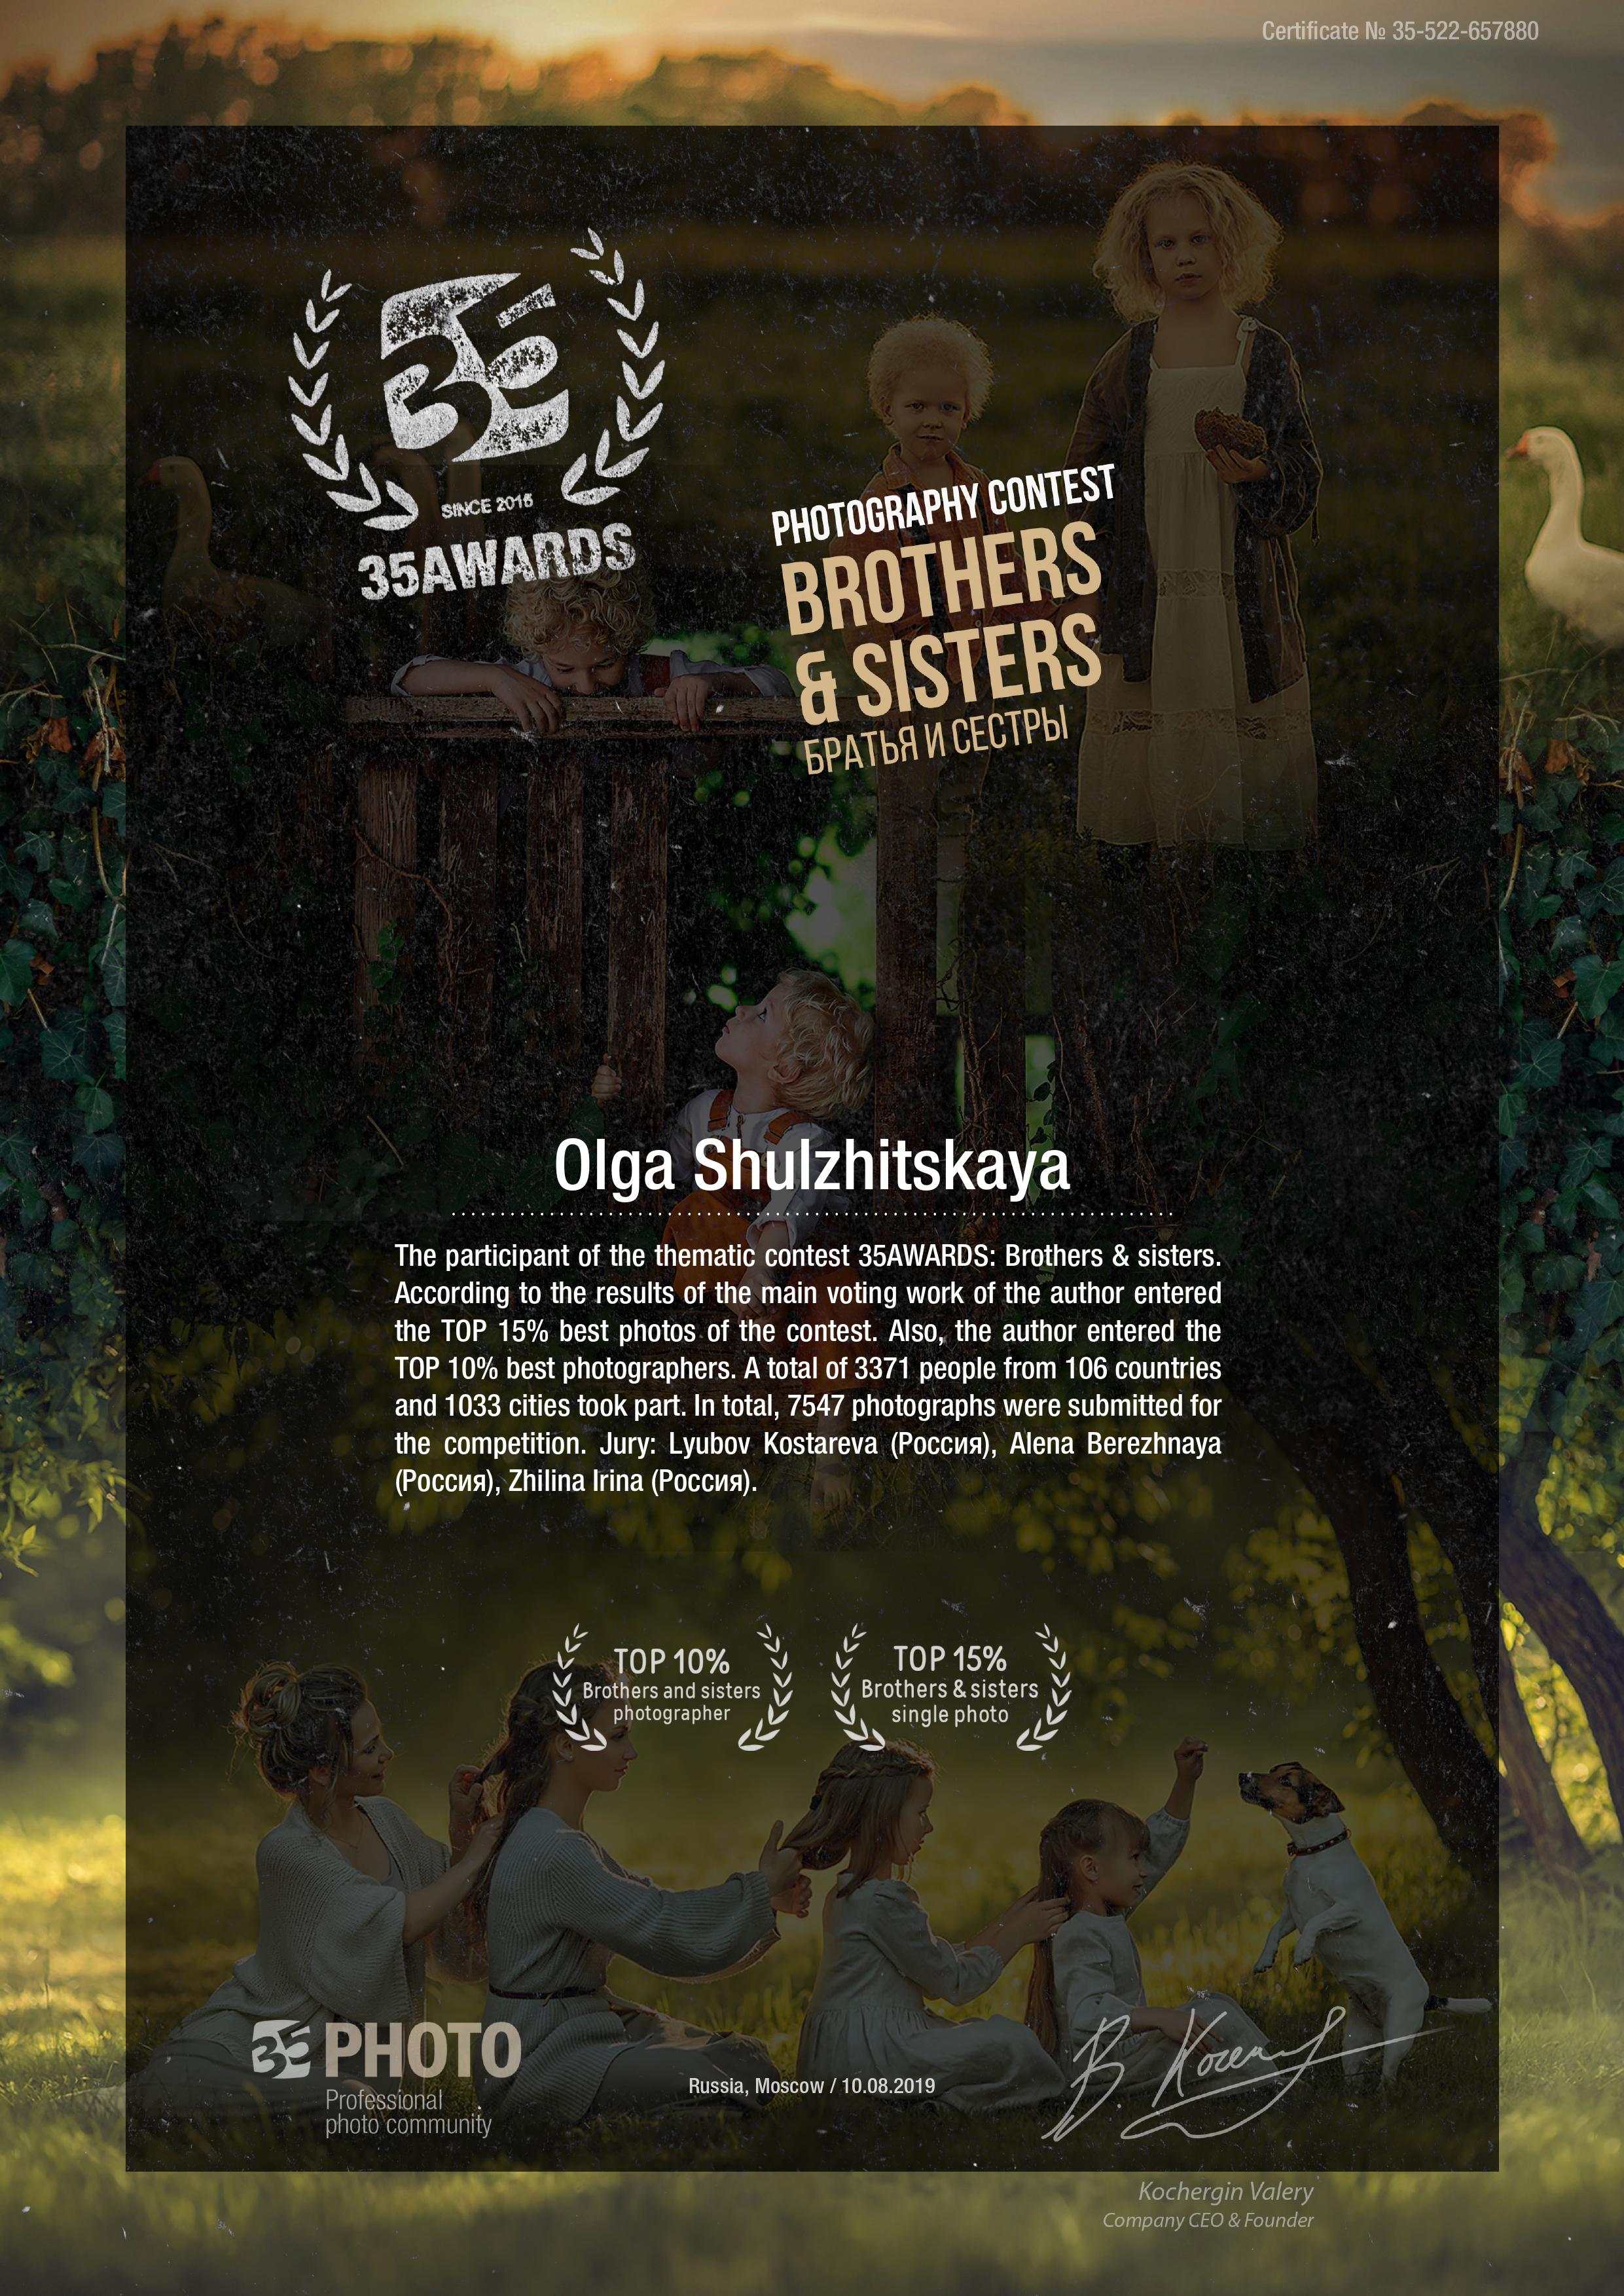 Certificate № 35-522-657880
35
SINCE 2015
35AWARDS
PHOTOGRAPHY CONTEST
BROTHERS
& SISTERS
БРАТЬЯ И СЕСТРЫ
Olga Shulzhitskaya
The participant of the thematic contest 35AWARDS: Brothers & sisters.
According to the results of the main voting work of the author entered
the TOP 15% best photos of the contest. Also, the author entered the
TOP 10% best photographers. A total of 3371 people from 106 countries
and 1033 cities took part. In total, 7547 photographs were submitted for
the competition. Jury: Lyubov Kostareva (Россия), Alena Berezhnaya
(Россия), Zhilina Irina (Россия).
TOP 10%
Brothers and sisters
photographer
TOP 15%
Brothers & sisters
single photo
35 PHOTO
Professional
photo community
Russia, Moscow / 10.08.2019
Kochergin Valery
Company CEO & Founder